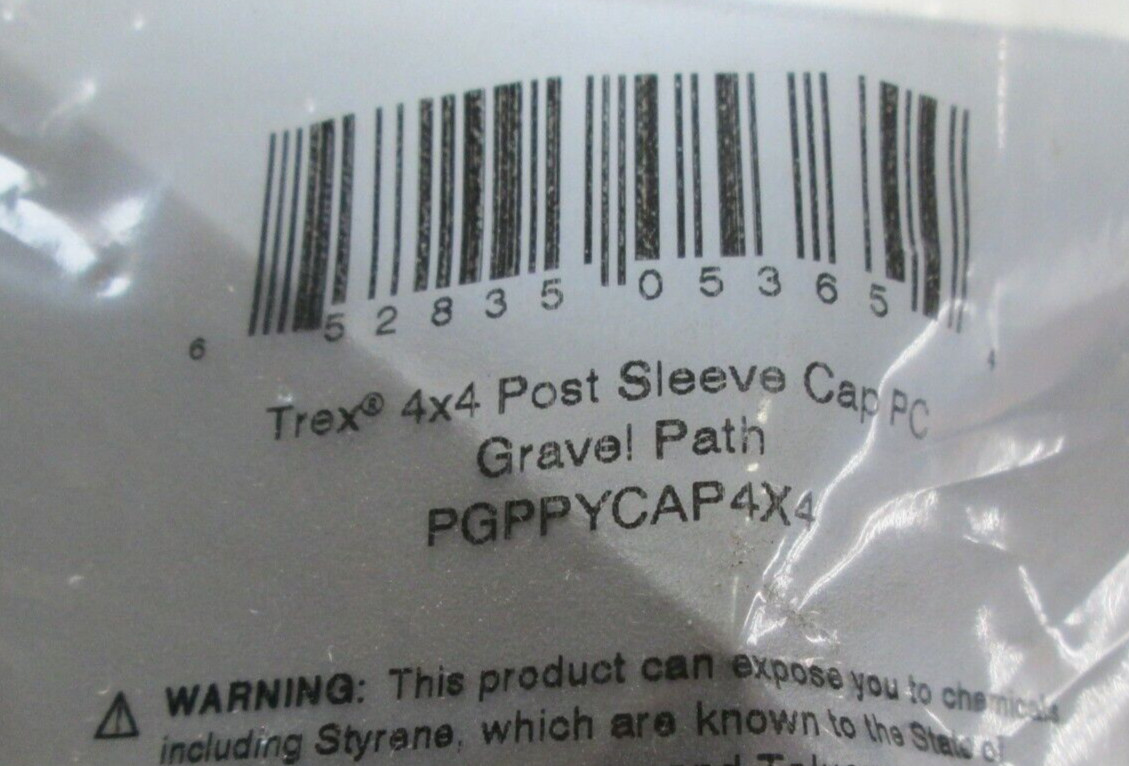 6 52835 05365 4
Trex® 4x4 Post Sleeve Cap PC
Gravel Path
PGPPYCAP4X4
WARNING: This product can expose you to chemicals
including Styrene, which are known to the State of
and